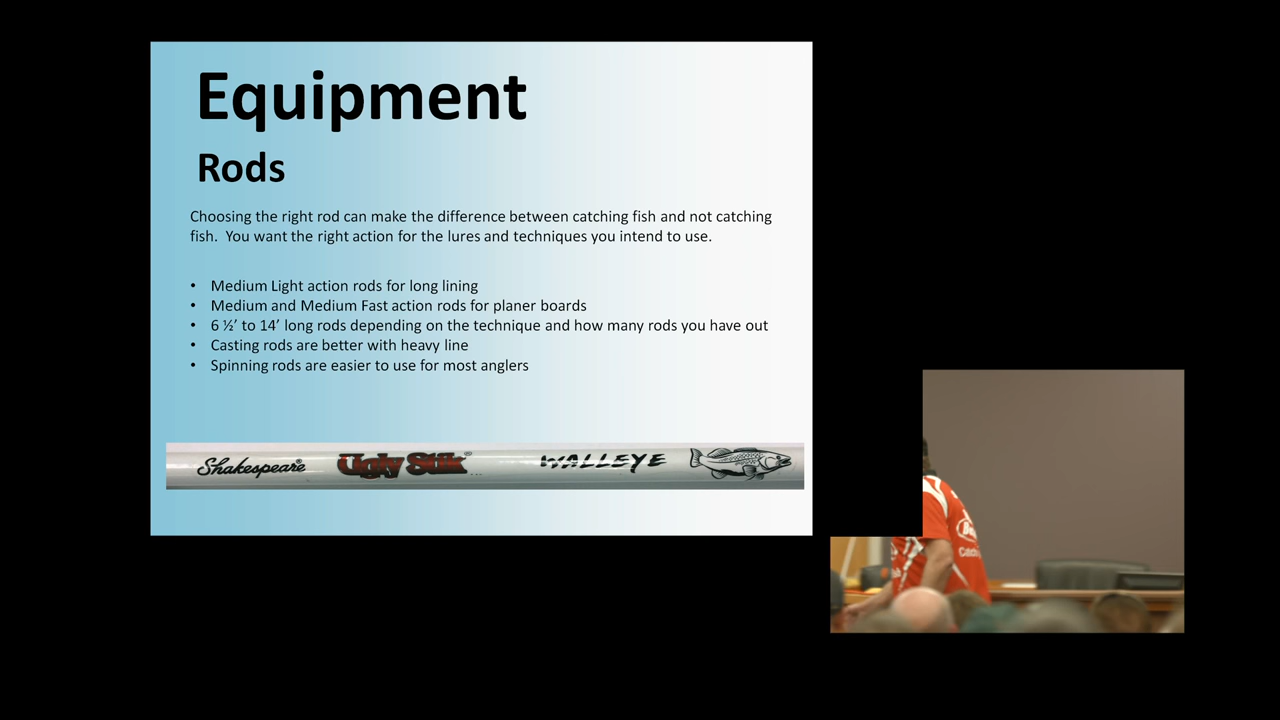 Equipment
Rods
Choosing the right rod can make the difference between catching fish and not catching
fish.  You want the right action for the lures and techniques you intend to use.
• Medium Light action rods for long lining
• Medium and Medium Fast action rods for planer boards
• 6 ½’ to 14’ long rods depending on the technique and how many rods you have out
• Casting rods are better with heavy line
• Spinning rods are easier to use for most anglers
Shakespeare® Ugly Stik® WALLEYE